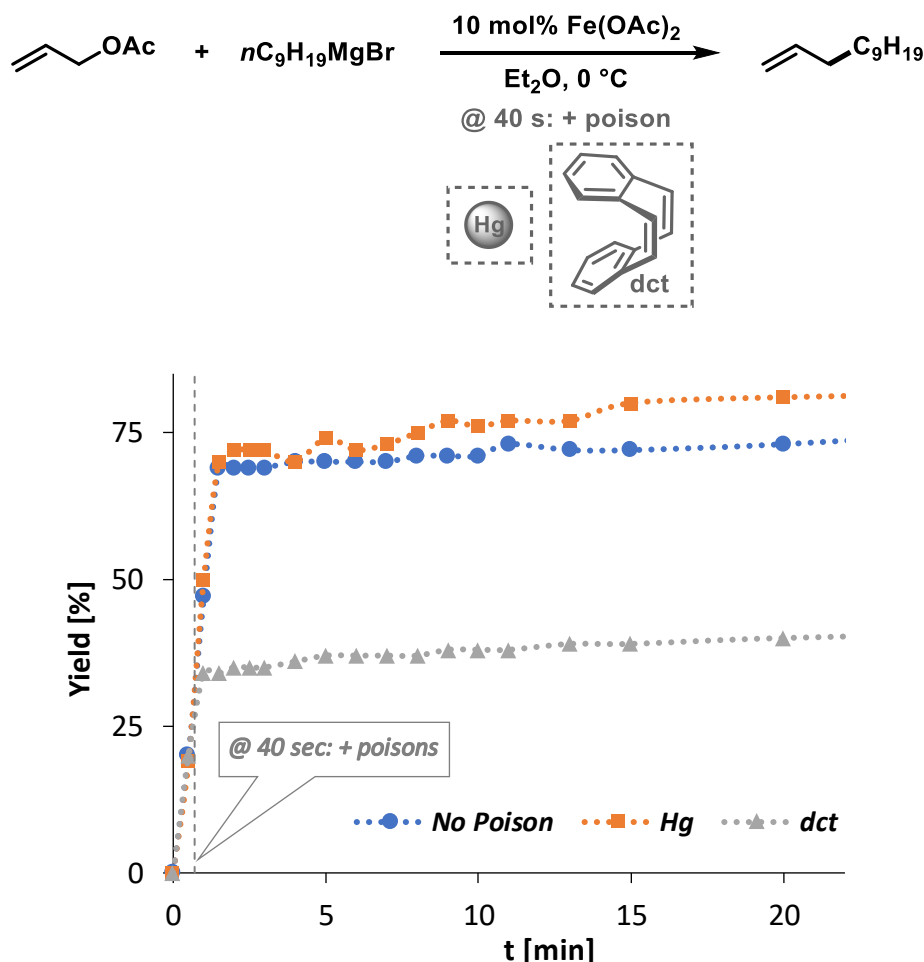 OAc + nC₉H₁₉MgBr 10 mol% Fe(OAc)₂ C₉H₁₉
Et₂O, 0 °C
@ 40 s: + poison
Hg
dct
75
50
25
0
Yield [%]
@ 40 sec: + poisons
No Poison Hg dct
0 5 10 15 20
t [min]